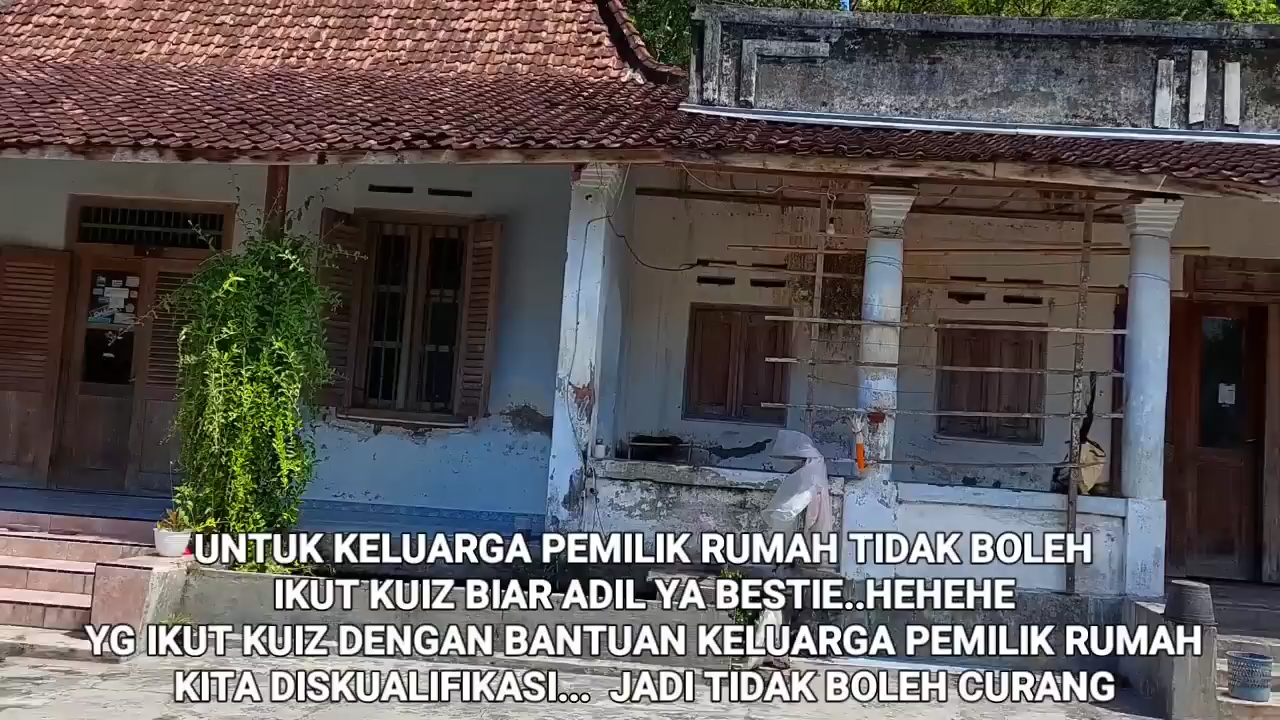 UNTUK KELUARGA PEMILIK RUMAH TIDAK BOLEH
IKUT KUIZ BIAR ADIL YA BESTIE..HEHEHE
YG IKUT KUIZ DENGAN BANTUAN KELUARGA PEMILIK RUMAH
KITA DISKUALIFIKASI... JADI TIDAK BOLEH CURANG